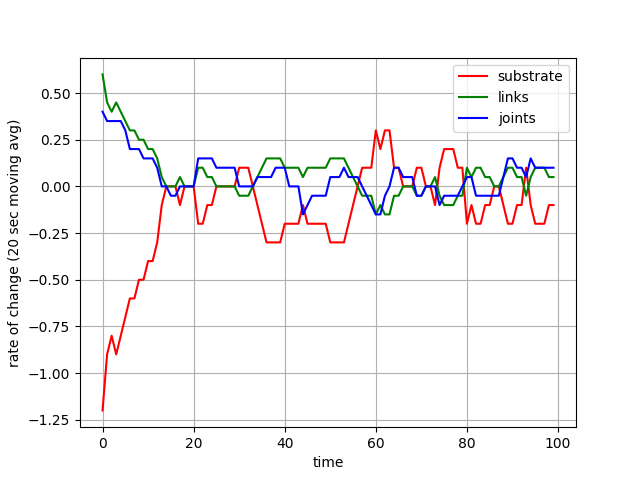 substrate
links
joints
0.50
0.25
0.00
−0.25
−0.50
−0.75
−1.00
−1.25
rate of change (20 sec moving avg)
0 20 40 60 80 100
time